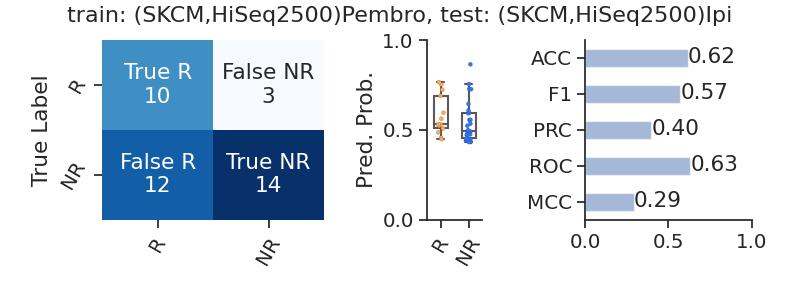 train: (SKCM,HiSeq2500)Pembro, test: (SKCM,HiSeq2500)Ipi
True Label
R
NR
True R
10
False NR
3
False R
12
True NR
14
R
NR
Pred. Prob.
1.0
0.5
0.0
R
NR
ACC
0.62
F1
0.57
PRC
0.40
ROC
0.63
MCC
0.29
0.0
0.5
1.0